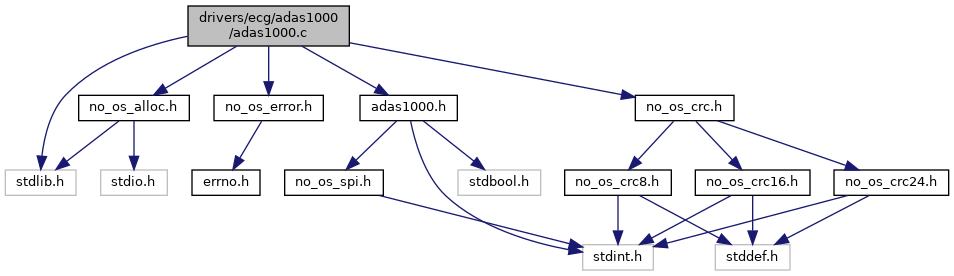 drivers/ecg/adas1000
/adas1000.c
no_os_alloc.h
no_os_error.h
adas1000.h
no_os_crc.h
stdlib.h
stdio.h
errno.h
no_os_spi.h
stdbool.h
no_os_crc8.h
no_os_crc16.h
no_os_crc24.h
stdint.h
stddef.h